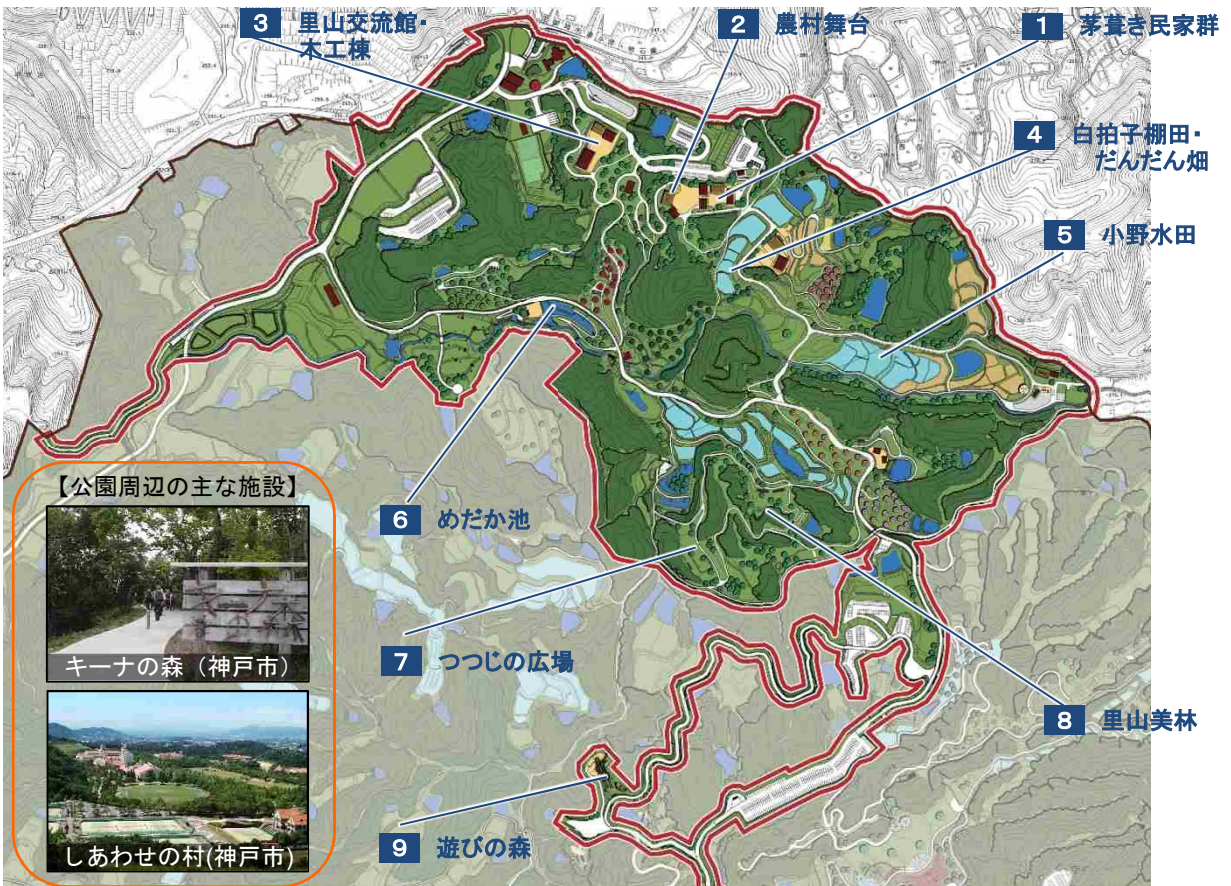 3 里山交流館・
木工棟
2 農村舞台
1 茅葺き民家群
4 白拍子棚田・
だんだん畑
5 小野水田
6 めだか池
7 つつじの広場
8 里山美林
9 遊びの森
【公園周辺の主な施設】
キーナの森（神戸市）
しあわせの村(神戸市)